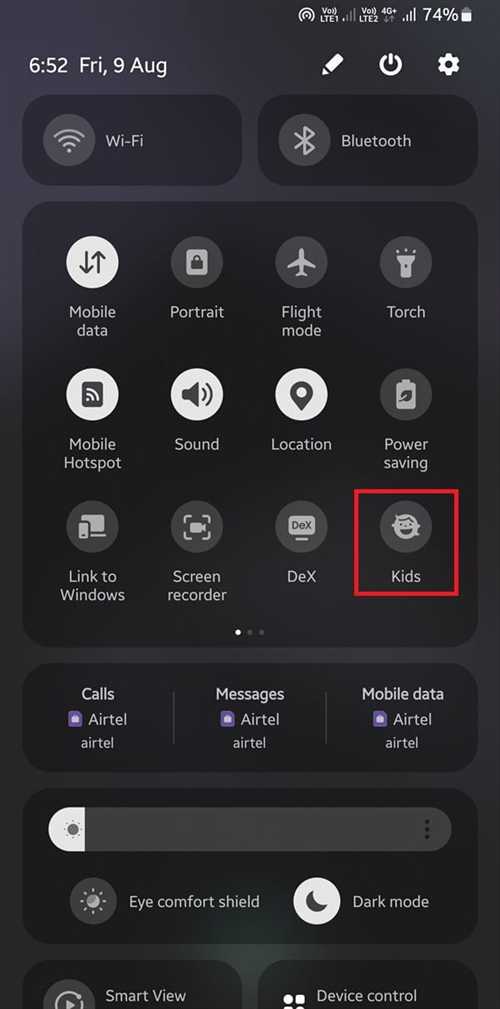 Vo)) LTE1 Vo)) LTE2 4G+ 74%
6:52 Fri, 9 Aug
Wi-Fi Bluetooth
Mobile data Portrait Flight mode Torch
Mobile Hotspot Sound Location Power saving
DeX
Link to Windows Screen recorder DeX Kids
Calls Messages Mobile data
Airtel Airtel Airtel
airtel airtel airtel
Eye comfort shield Dark mode
Smart View Device control